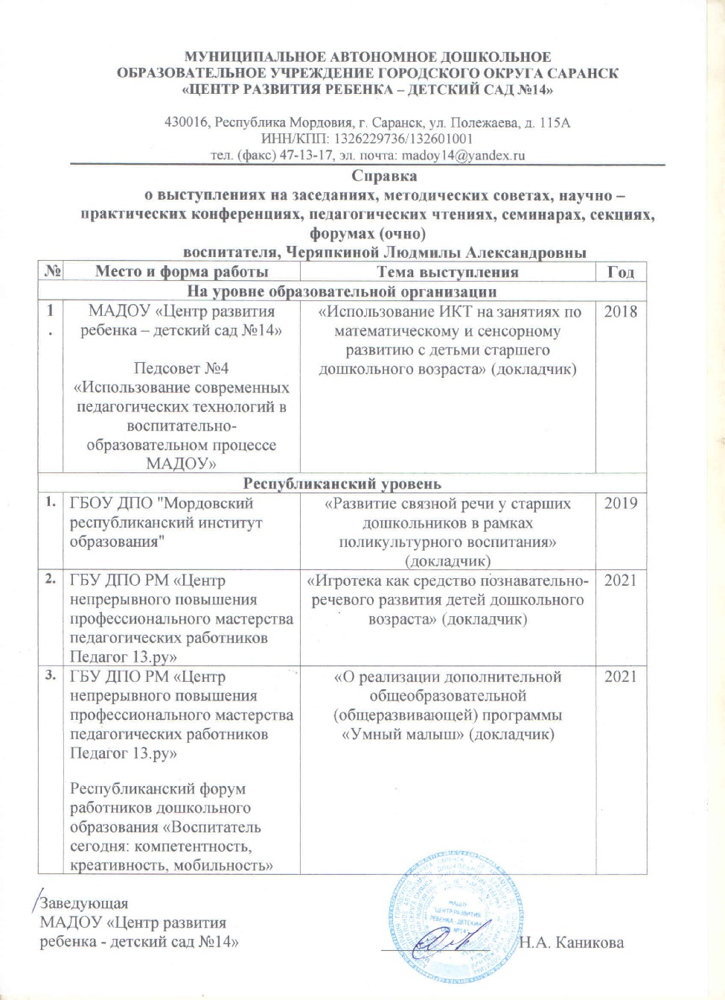 МУНИЦИПАЛЬНОЕ АВТОНОМНОЕ ДОШКОЛЬНОЕ
ОБРАЗОВАТЕЛЬНОЕ УЧРЕЖДЕНИЕ ГОРОДСКОГО ОКРУГА САРАНСК
«ЦЕНТР РАЗВИТИЯ РЕБЕНКА – ДЕТСКИЙ САД №14»
430016, Республика Мордовия, г. Саранск, ул. Полежаева, д. 115А
ИНН/КПП: 1326229736/132601001
тел. (факс) 47-13-17, эл. почта: madoy14@yandex.ru
Справка
о выступлениях на заседаниях, методических советах, научно –
практических конференциях, педагогических чтениях, семинарах, секциях,
форумах (очно)
воспитателя, Черяпкиной Людмилы Александровны
№ Место и форма работы Тема выступления Год
На уровне образовательной организации
1
.
МАДОУ «Центр развития
ребенка – детский сад №14»
Педсовет №4
«Использование современных
педагогических технологий в
воспитательно-
образовательном процессе
МАДОУ»
«Использование ИКТ на занятиях по
математическому и сенсорному
развитию с детьми старшего
дошкольного возраста» (докладчик)
2018
Республиканский уровень
1.
ГБОУ ДПО "Мордовский
республиканский институт
образования"
«Развитие связной речи у старших
дошкольников в рамках
поликультурного воспитания»
(докладчик)
2019
2.
ГБУ ДПО РМ «Центр
непрерывного повышения
профессионального мастерства
педагогических работников
Педагог 13.ру»
«Игротека как средство познавательно-
речевого развития детей дошкольного
возраста» (докладчик)
2021
3.
ГБУ ДПО РМ «Центр
непрерывного повышения
профессионального мастерства
педагогических работников
Педагог 13.ру»
Республиканский форум
работников дошкольного
образования «Воспитатель
сегодня: компетентность,
креативность, мобильность»
«О реализации дополнительной
общеобразовательной
(общеразвивающей) программы
«Умный малыш» (докладчик)
2021
Заведующая
МАДОУ «Центр развития
ребенка - детский сад №14»
Н.А. Каникова
МАДОУ
"ЦЕНТР РАЗВИТИЯ
РЕБЕНКА - ДЕТСКИЙ
САД №14"